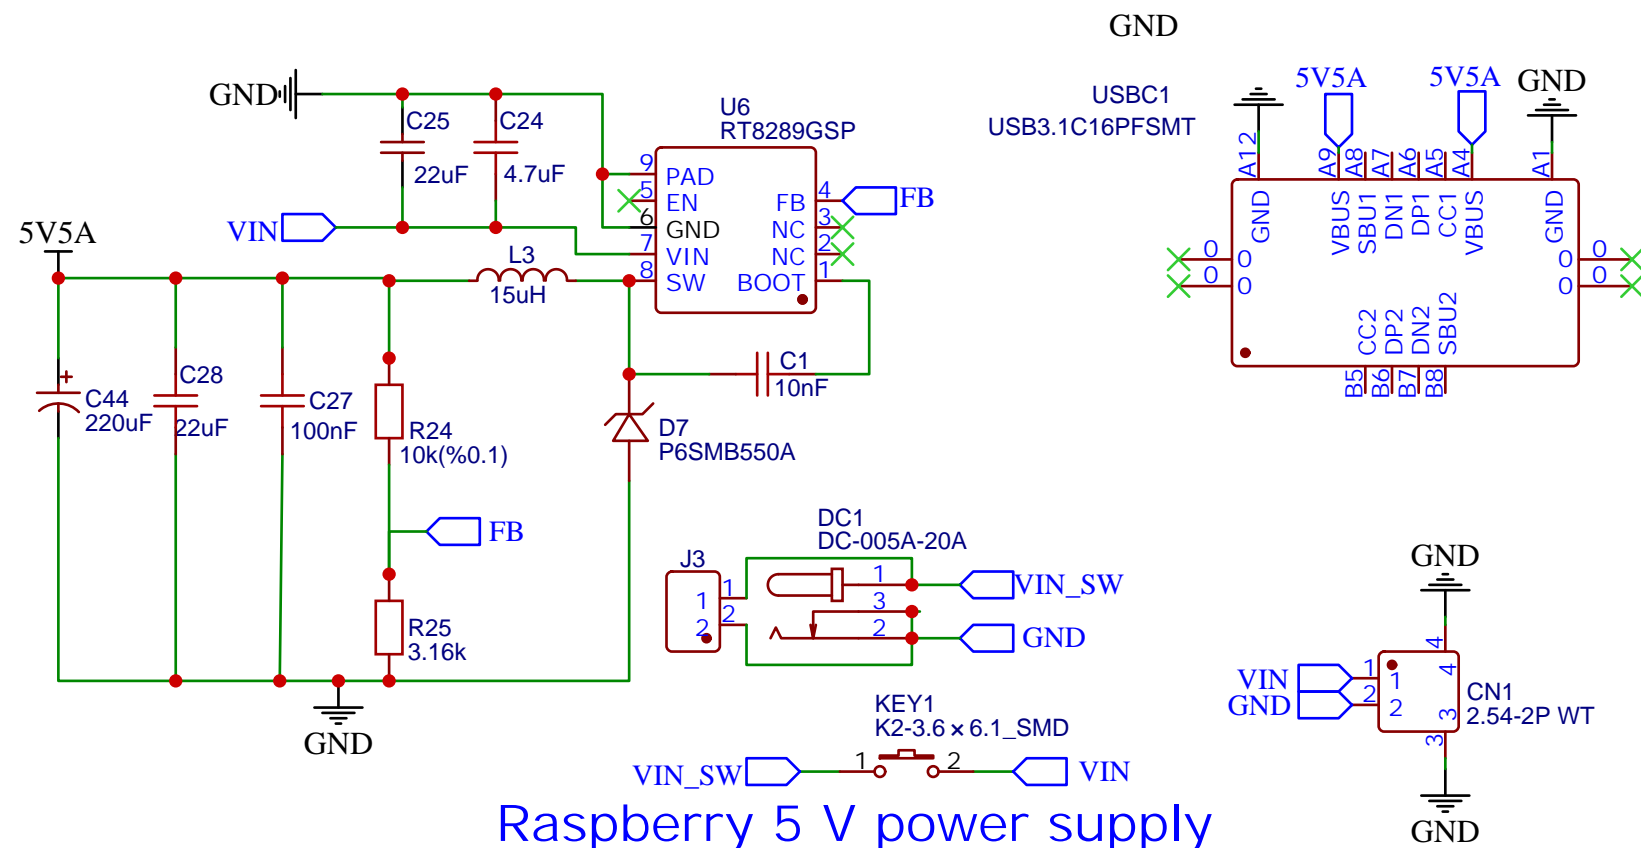 GND
USBC1
USB3.1C16PFSMT
5V5A
5V5A
GND
A12
A9
A8
A7
A6
A5
A4
A1
GND
VBUS
SBU1
DN1
DP1
CC1
VBUS
GND
0
0
0
0
0
0
0
0
CC2
DP2
DN2
SBU2
B5
B6
B7
B8
GND
C25
22uF
C24
4.7uF
VIN
U6
RT8289GSP
9
PAD
5
EN
6
GND
7
VIN
8
SW
4
FB
FB
3
NC
2
NC
1
BOOT
5V5A
L3
15uH
C1
10nF
C44
220uF
C28
22uF
C27
100nF
R24
10k(%0.1)
D7
P6SMB550A
FB
R25
3.16k
GND
DC1
DC-005A-20A
J3
1
1
2
2
1
3
2
VIN_SW
GND
KEY1
K2-3.6×6.1_SMD
VIN_SW
1
2
VIN
GND
4
4
VIN
1
1
GND
2
2
3
3
CN1
2.54-2P WT
GND
Raspberry 5 V power supply